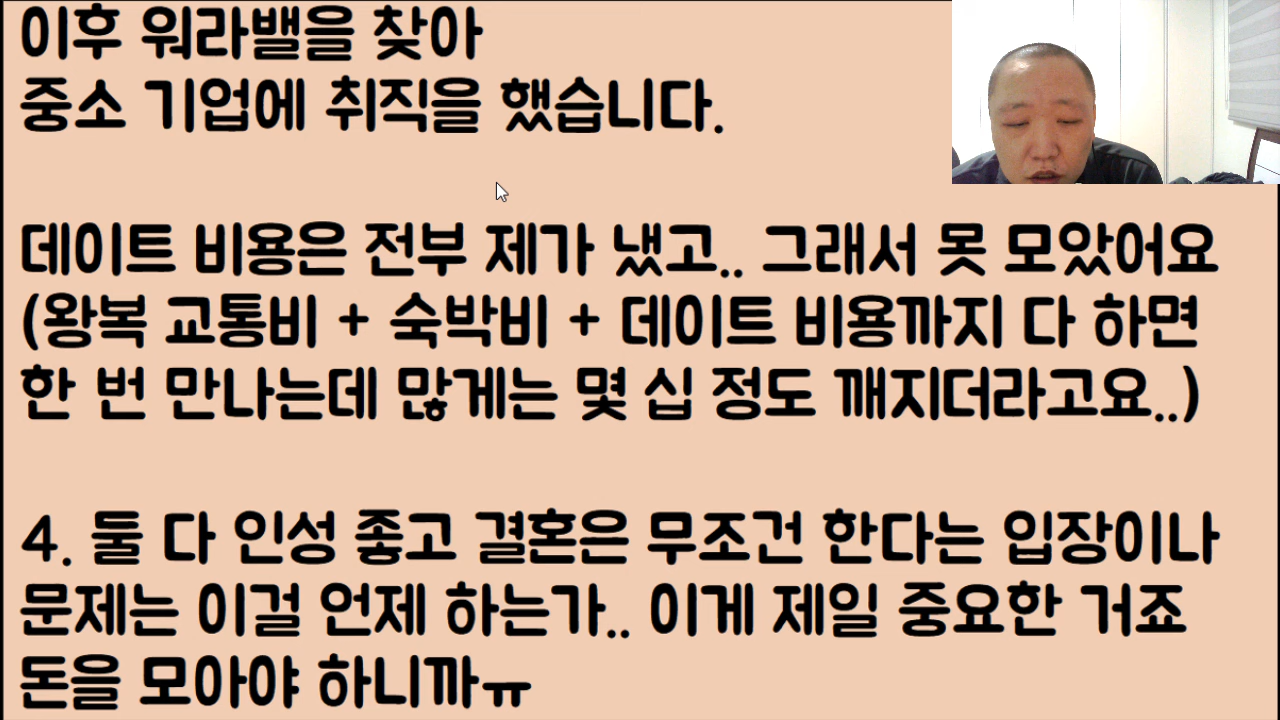 이후 워라밸을 찾아
중소 기업에 취직을 했습니다.
데이트 비용은 전부 제가 냈고.. 그래서 못 모았어요
(왕복 교통비 + 숙박비 + 데이트 비용까지 다 하면
한 번 만나는데 많게는 몇 십 정도 깨지더라고요..)
4. 둘 다 인성 좋고 결혼은 무조건 한다는 입장이나
문제는 이걸 언제 하는가.. 이게 제일 중요한 거죠
돈을 모아야 하니까ㅠ